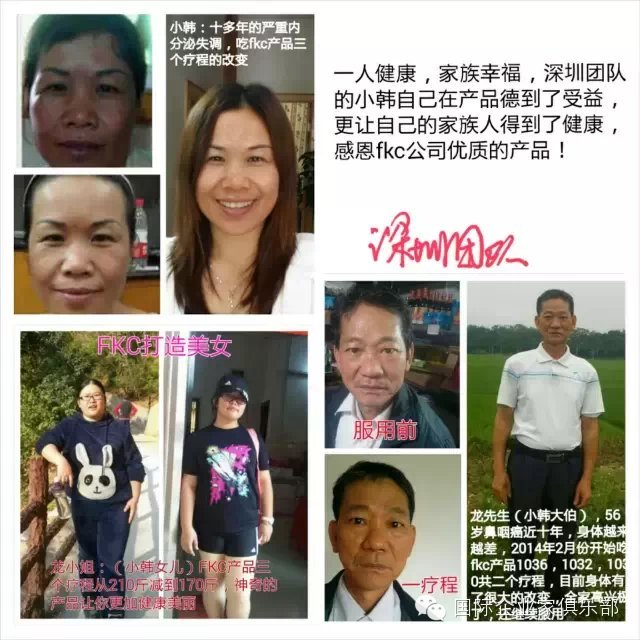 小韩：十多年的严重内
分泌失调，吃fkc产品三
个疗程的改变
一人健康，家族幸福，深圳团队
的小韩自己在产品德到了受益，
更让自己的家族人得到了健康，
感恩fkc公司优质的产品！
深圳团队
FKC打造美女
龙小姐：（小韩女儿）FKC产品三
个疗程从210斤减到170斤，神奇的
产品让你更加健康美丽
服用前
一疗程
龙先生（小韩大伯），56
岁鼻咽癌近十年，身体越来
越差，2014年2月份开始吃
fkc产品1036，1032，103
0共二个疗程，目前身体有
了很大的改变，全家高兴极
还继续服用
国际企业家俱乐部